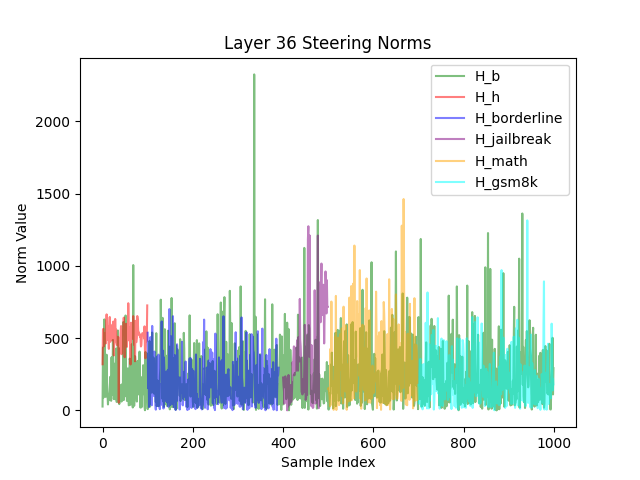 Layer 36 Steering Norms
H_b
H_h
H_borderline
H_jailbreak
H_math
H_gsm8k
Norm Value
2000
1500
1000
500
0
0
200
400
600
800
1000
Sample Index